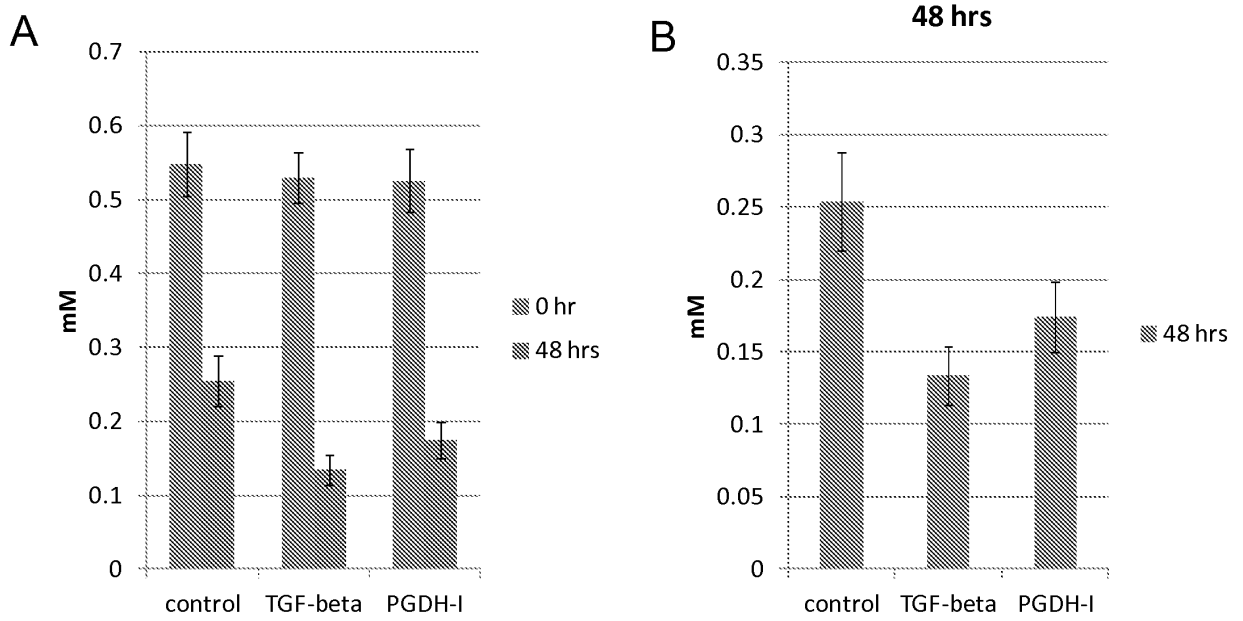 A
0.7
0.6
0.5
0.4
0.3
0.2
0.1
0
mM
control TGF-beta PGDH-I
0 hr
48 hrs
B
48 hrs
0.35
0.3
0.25
0.2
0.15
0.1
0.05
0
mM
control TGF-beta PGDH-I
48 hrs